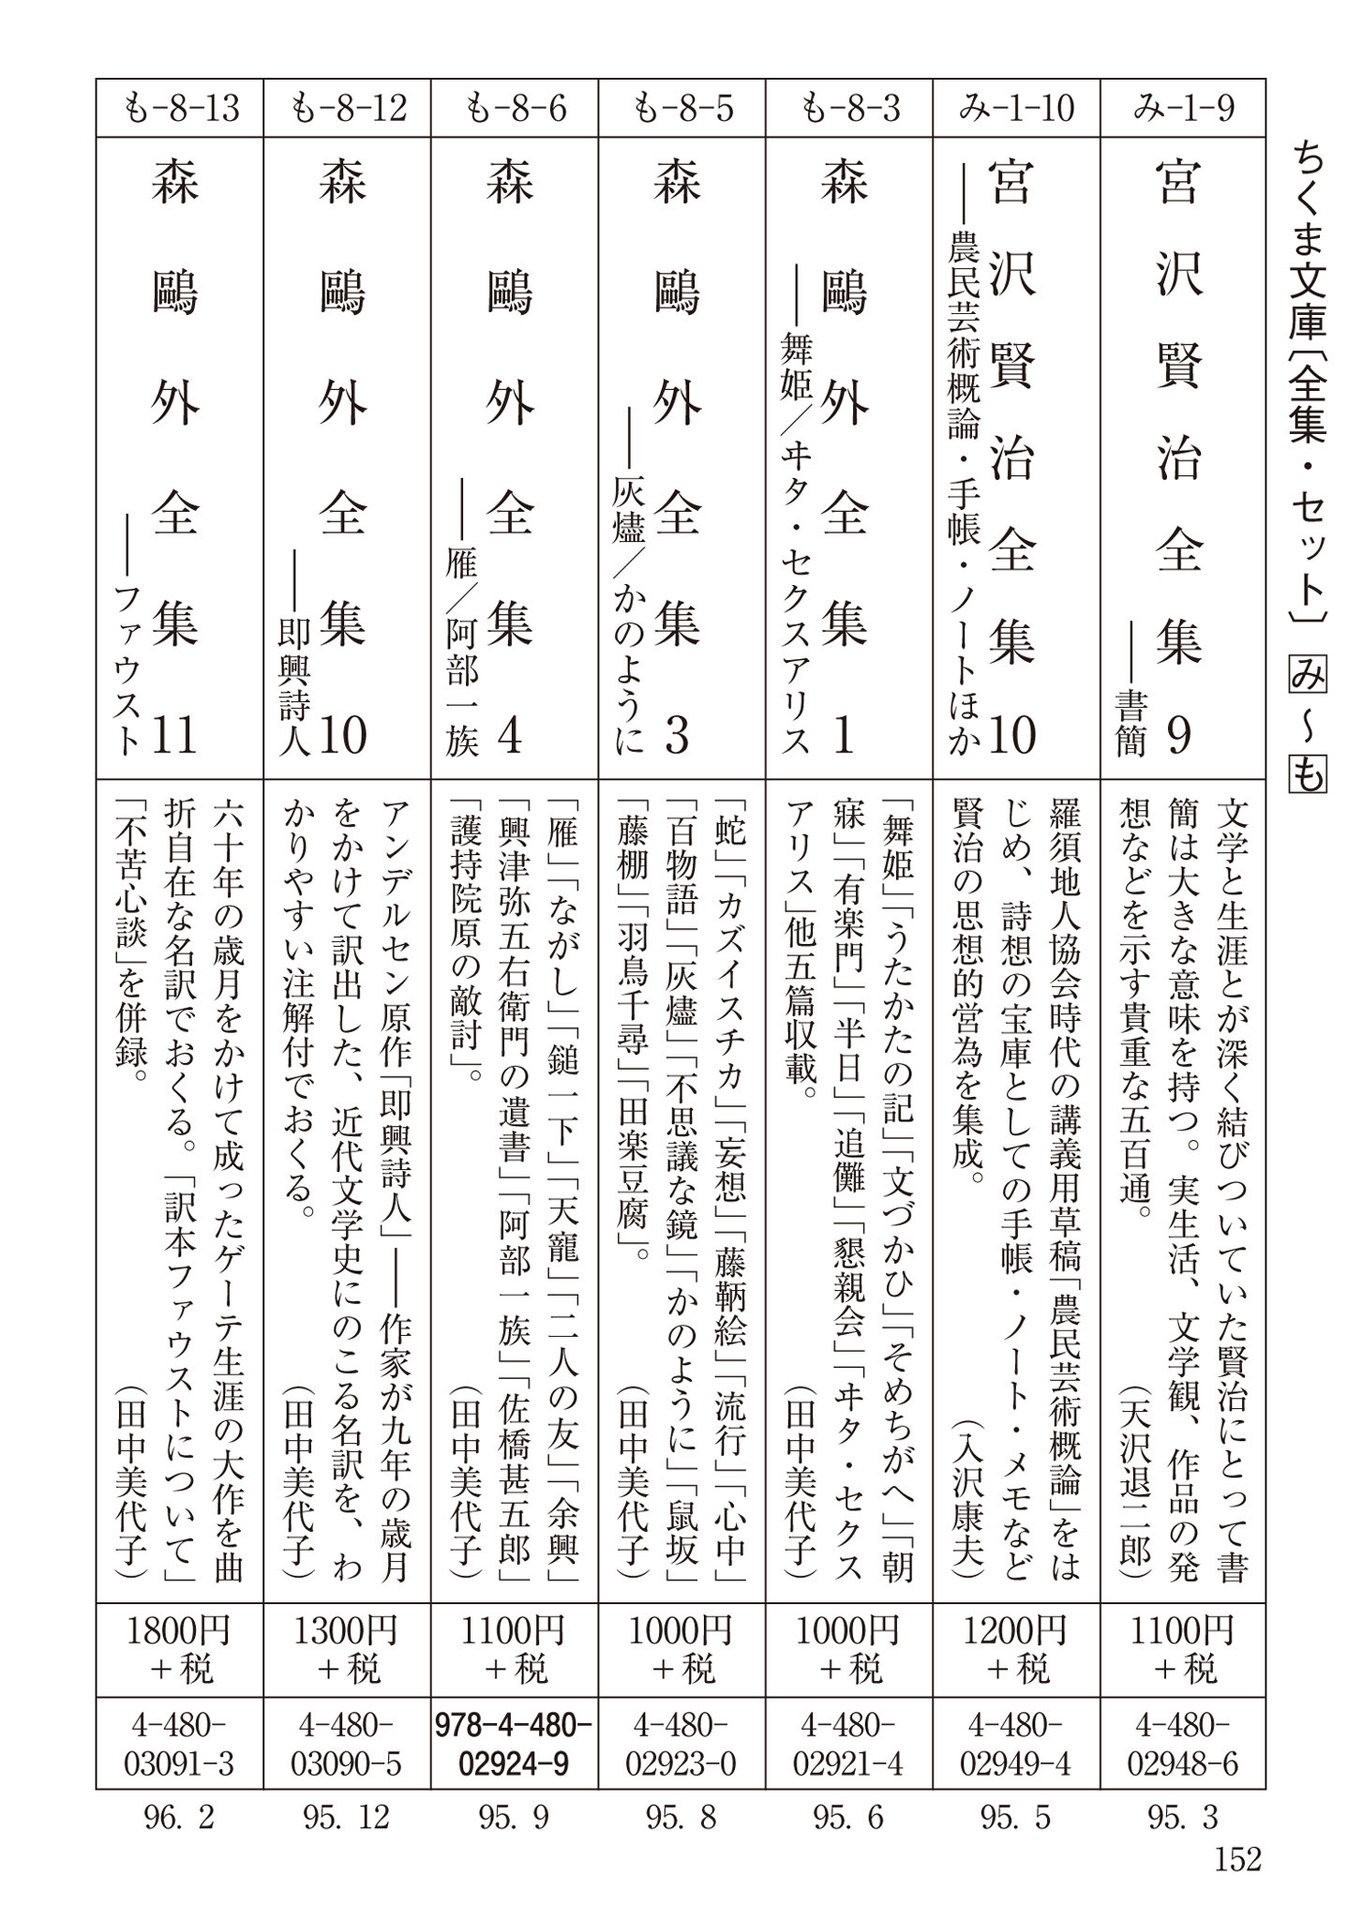 ちくま文庫〔全集・セット〕 み〜も
み-1-9
宮沢賢治全集 9
――書簡
文学と生涯とが深く結びついていた賢治にとって書
簡は大きな意味を持つ。実生活、文学観、作品の発
想などを示す貴重な五百通。
(天沢退二郎)
1100円
+税
4-480-
02948-6
95. 3
み-1-10
宮沢賢治全集 10
――農民芸術概論・手帳・ノートほか
羅須地人協会時代の講義用草稿「農民芸術概論」をは
じめ、詩想の宝庫としての手帳・ノート・メモなど
賢治の思想的営為を集成。
(入沢康夫)
1200円
+税
4-480-
02949-4
95. 5
も-8-3
森鷗外全集 1
――舞姫/ヰタ・セクスアリス
「舞姫」「うたかたの記」「文づかひ」「そめちがへ」「朝
寐」「有楽門」「半日」「追儺」「懇親会」「ヰタ・セクス
アリス」他五篇収載。
(田中美代子)
1000円
+税
4-480-
02921-4
95. 6
も-8-5
森鷗外全集 3
――灰燼/かのように
「蛇」「カズイスチカ」「妄想」「藤鞆絵」「流行」「心中」
「百物語」「灰燼」「不思議な鏡」「かのように」「鼠坂」
「藤棚」「羽鳥千尋」「田楽豆腐」。
(田中美代子)
1000円
+税
4-480-
02923-0
95. 8
も-8-6
森鷗外全集 4
――雁/阿部一族
「雁」「ながし」「鎚一下」「天寵」「二人の友」「余興」
「興津弥五右衛門の遺書」「阿部一族」「佐橋甚五郎」
「護持院原の敵討」。
(田中美代子)
1100円
+税
978-4-480-
02924-9
95. 9
も-8-12
森鷗外全集 10
――即興詩人
アンデルセン原作「即興詩人」――作家が九年の歳月
をかけて訳出した、近代文学史にのこる名訳を、わ
かりやすい注解付でおくる。
(田中美代子)
1300円
+税
4-480-
03090-5
95. 12
も-8-13
森鷗外全集 11
――ファウスト
六十年の歳月をかけて成ったゲーテ生涯の大作を曲
折自在な名訳でおくる。「訳本ファウストについて」
「不苦心談」を併録。
(田中美代子)
1800円
+税
4-480-
03091-3
96. 2
152